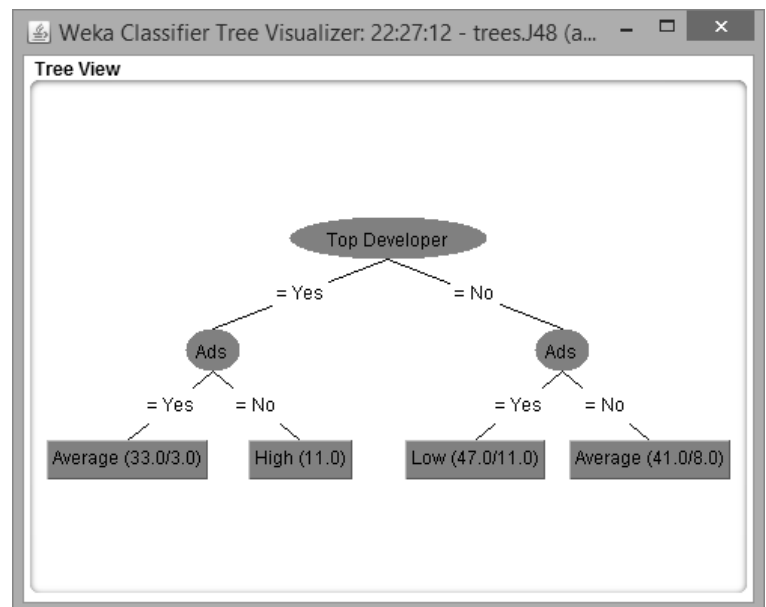 Weka Classifier Tree Visualizer: 22:27:12 - trees.J48 (a...
Tree View
Top Developer
= Yes = No
Ads Ads
= Yes = No = Yes = No
Average (33.0/3.0) High (11.0) Low (47.0/11.0) Average (41.0/8.0)